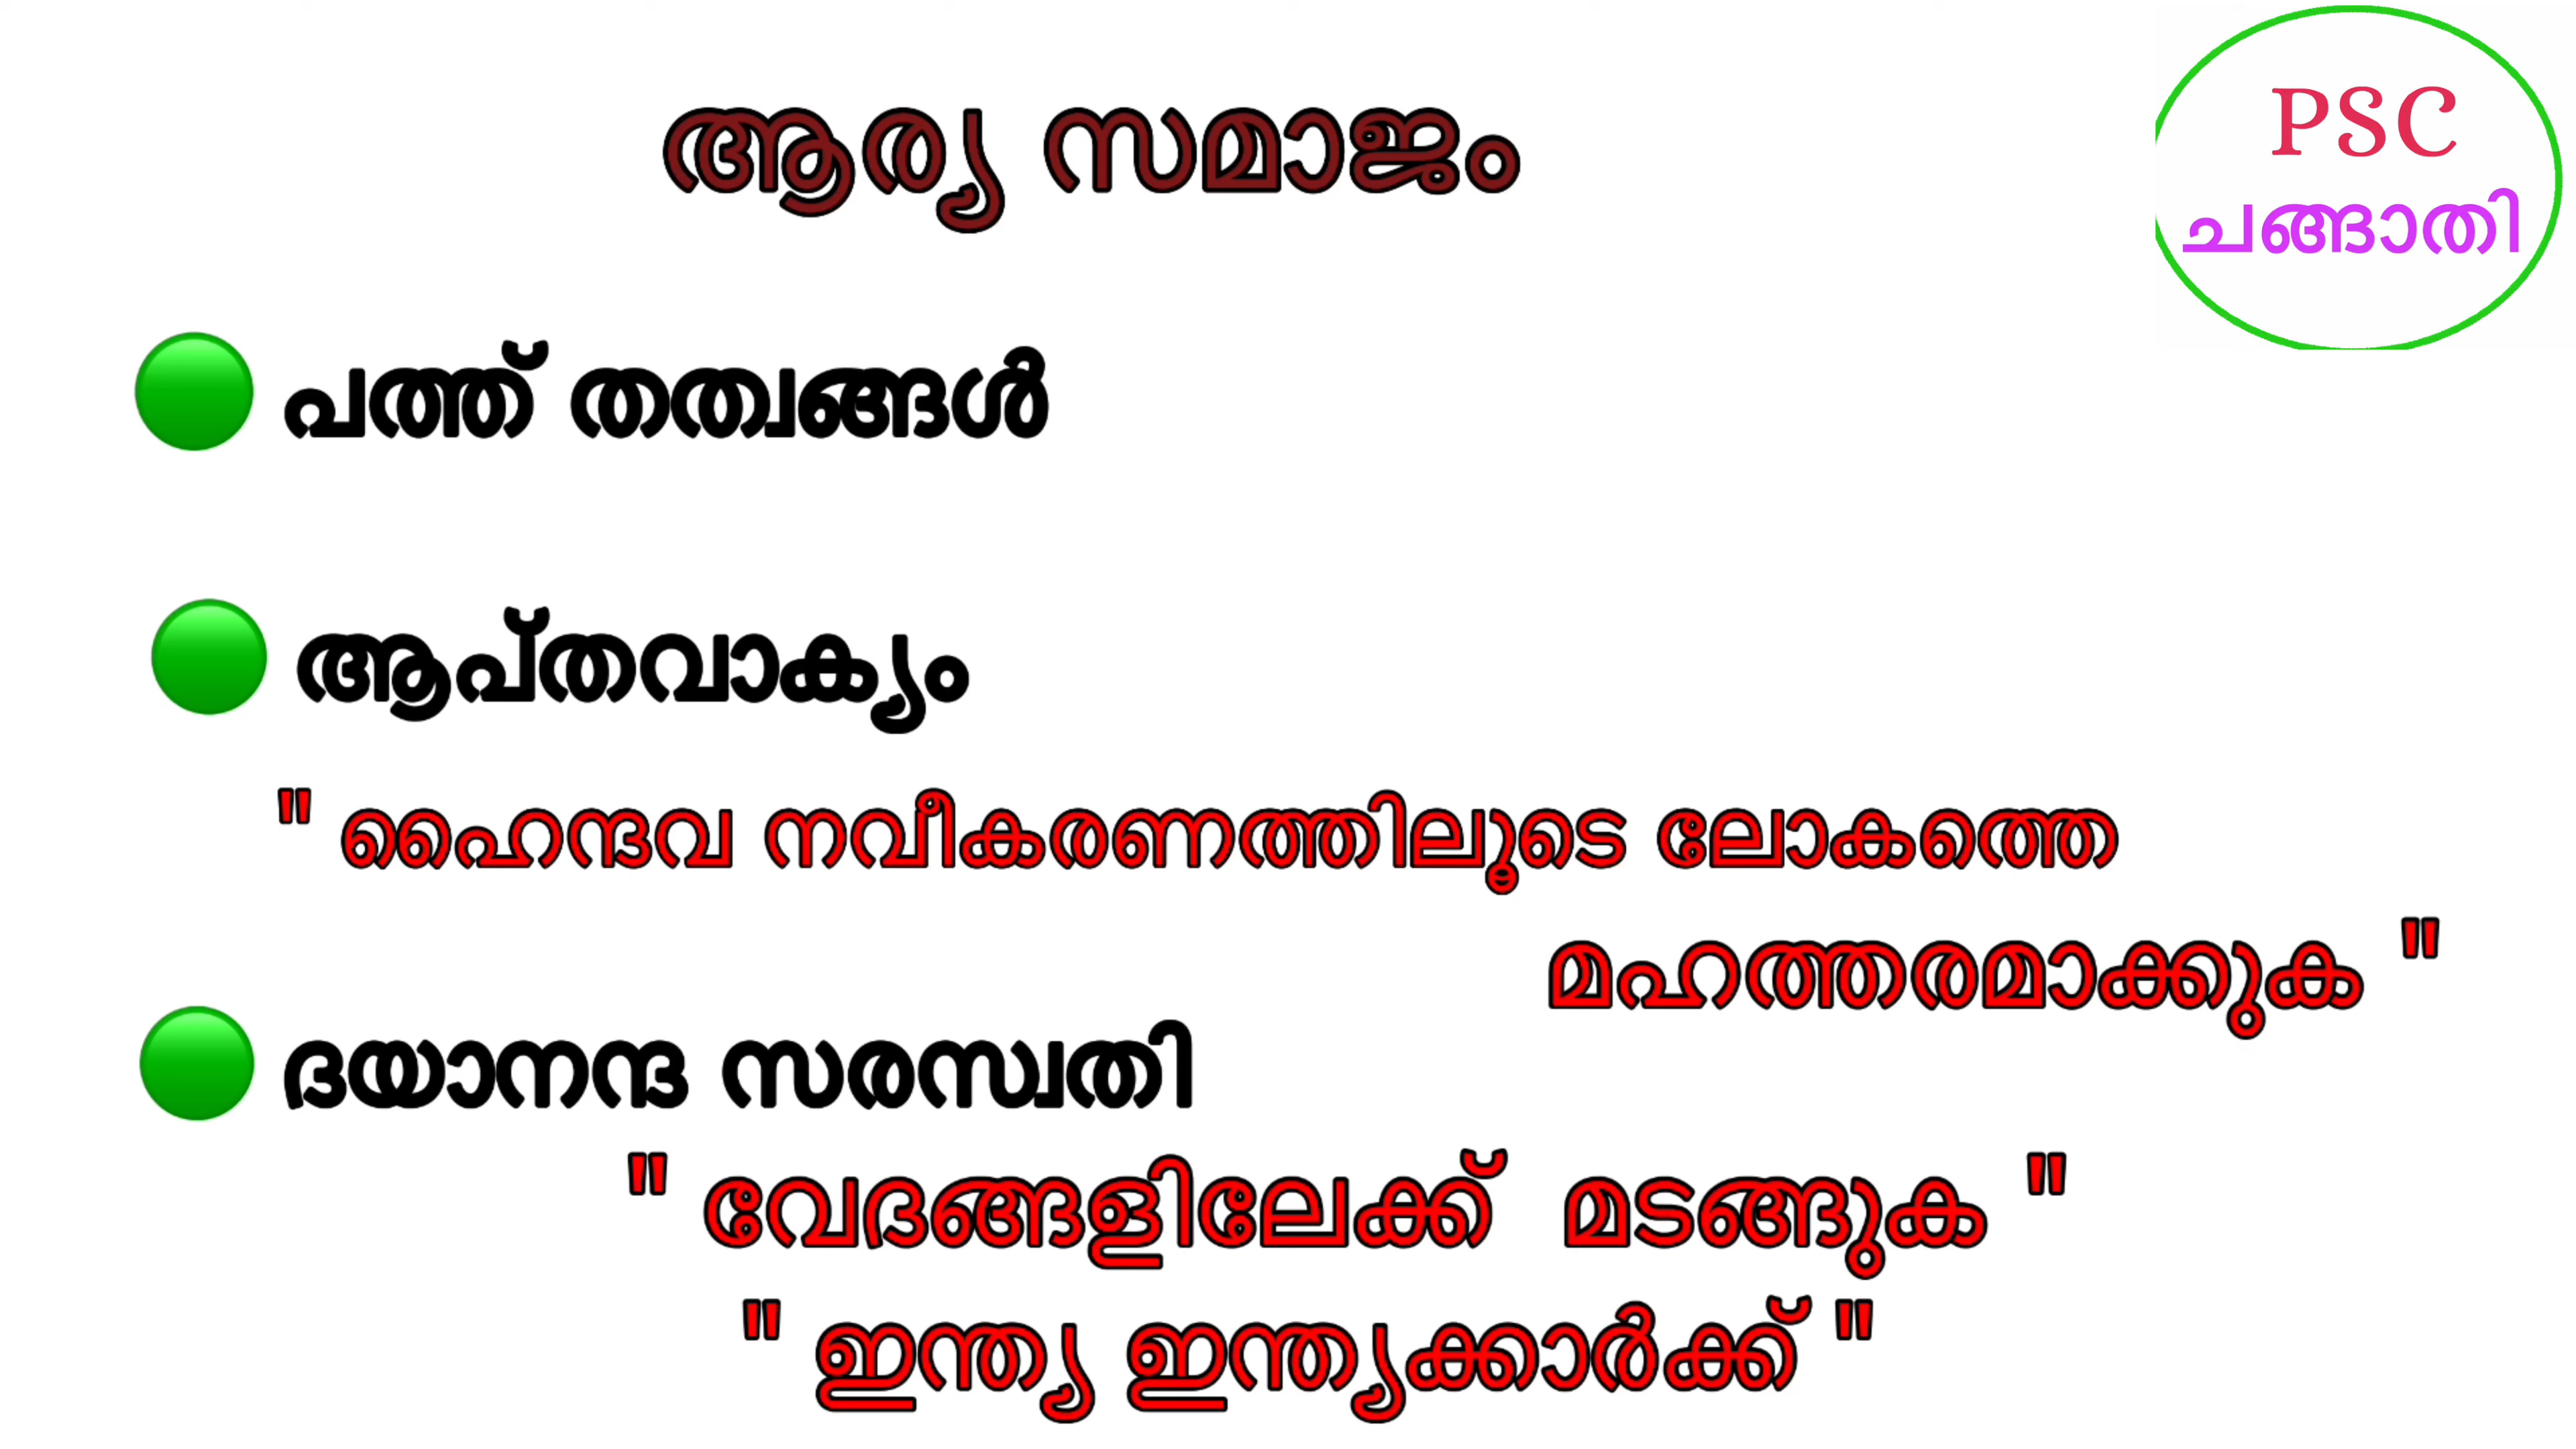 ആര്യ സമാജം
PSC
ചങ്ങാതി
പത്ത് തത്വങ്ങൾ
ആപ്തവാക്യം
" ഹൈന്ദവ നവീകരണത്തിലൂടെ ലോകത്തെ
മഹത്തരമാക്കുക "
ദയാനന്ദ സരസ്വതി
" വേദങ്ങളിലേക്ക് മടങ്ങുക "
" ഇന്ത്യ ഇന്ത്യക്കാർക്ക് "